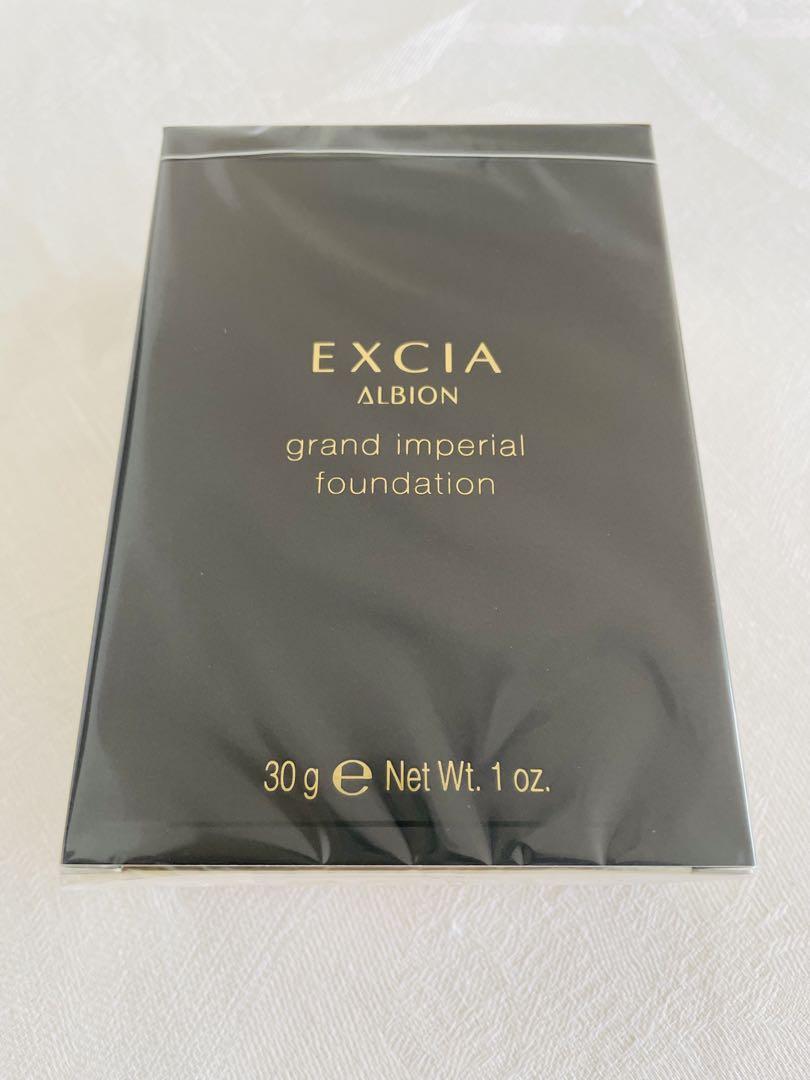 EXCIA
ALBION
grand imperial
foundation
30 g ℮ Net Wt. 1 oz.